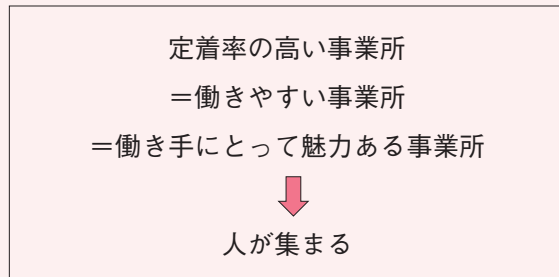 定着率の高い事業所
＝働きやすい事業所
＝働き手にとって魅力ある事業所
人が集まる